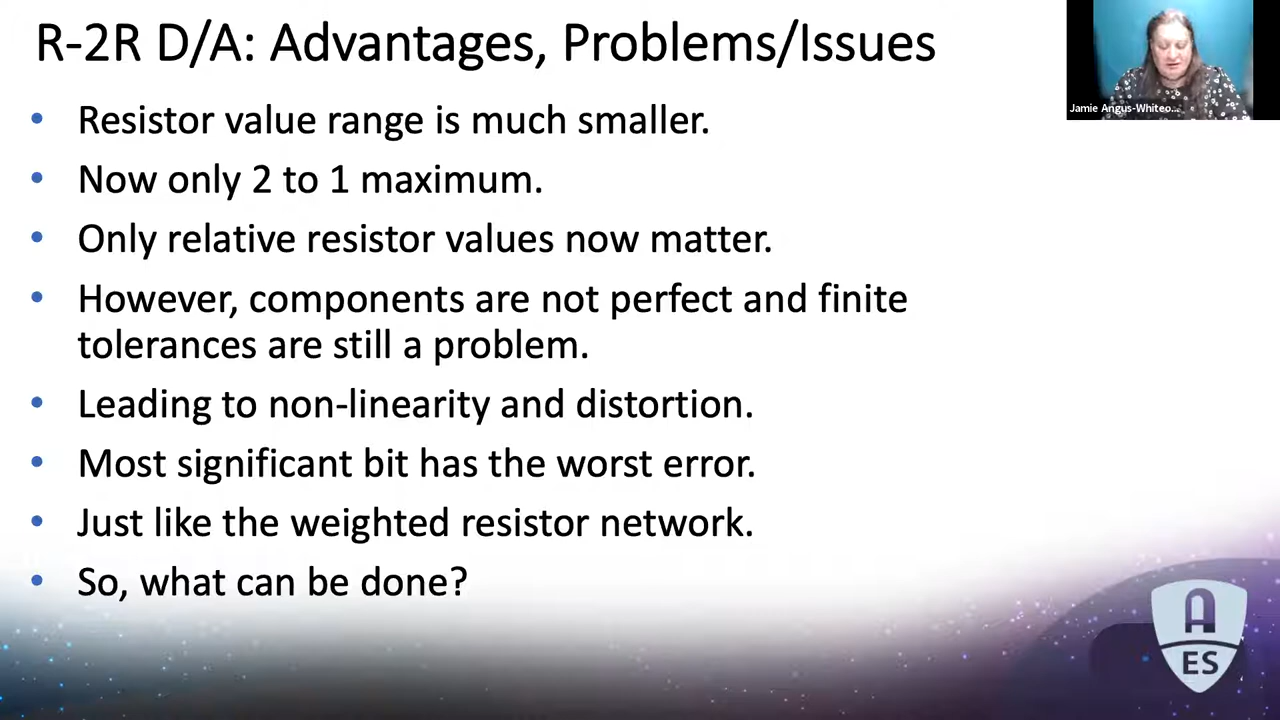 R-2R D/A: Advantages, Problems/Issues
Jamie Angus-Whiteo...
• Resistor value range is much smaller.
• Now only 2 to 1 maximum.
• Only relative resistor values now matter.
• However, components are not perfect and finite
tolerances are still a problem.
• Leading to non-linearity and distortion.
• Most significant bit has the worst error.
• Just like the weighted resistor network.
• So, what can be done?
A
ES